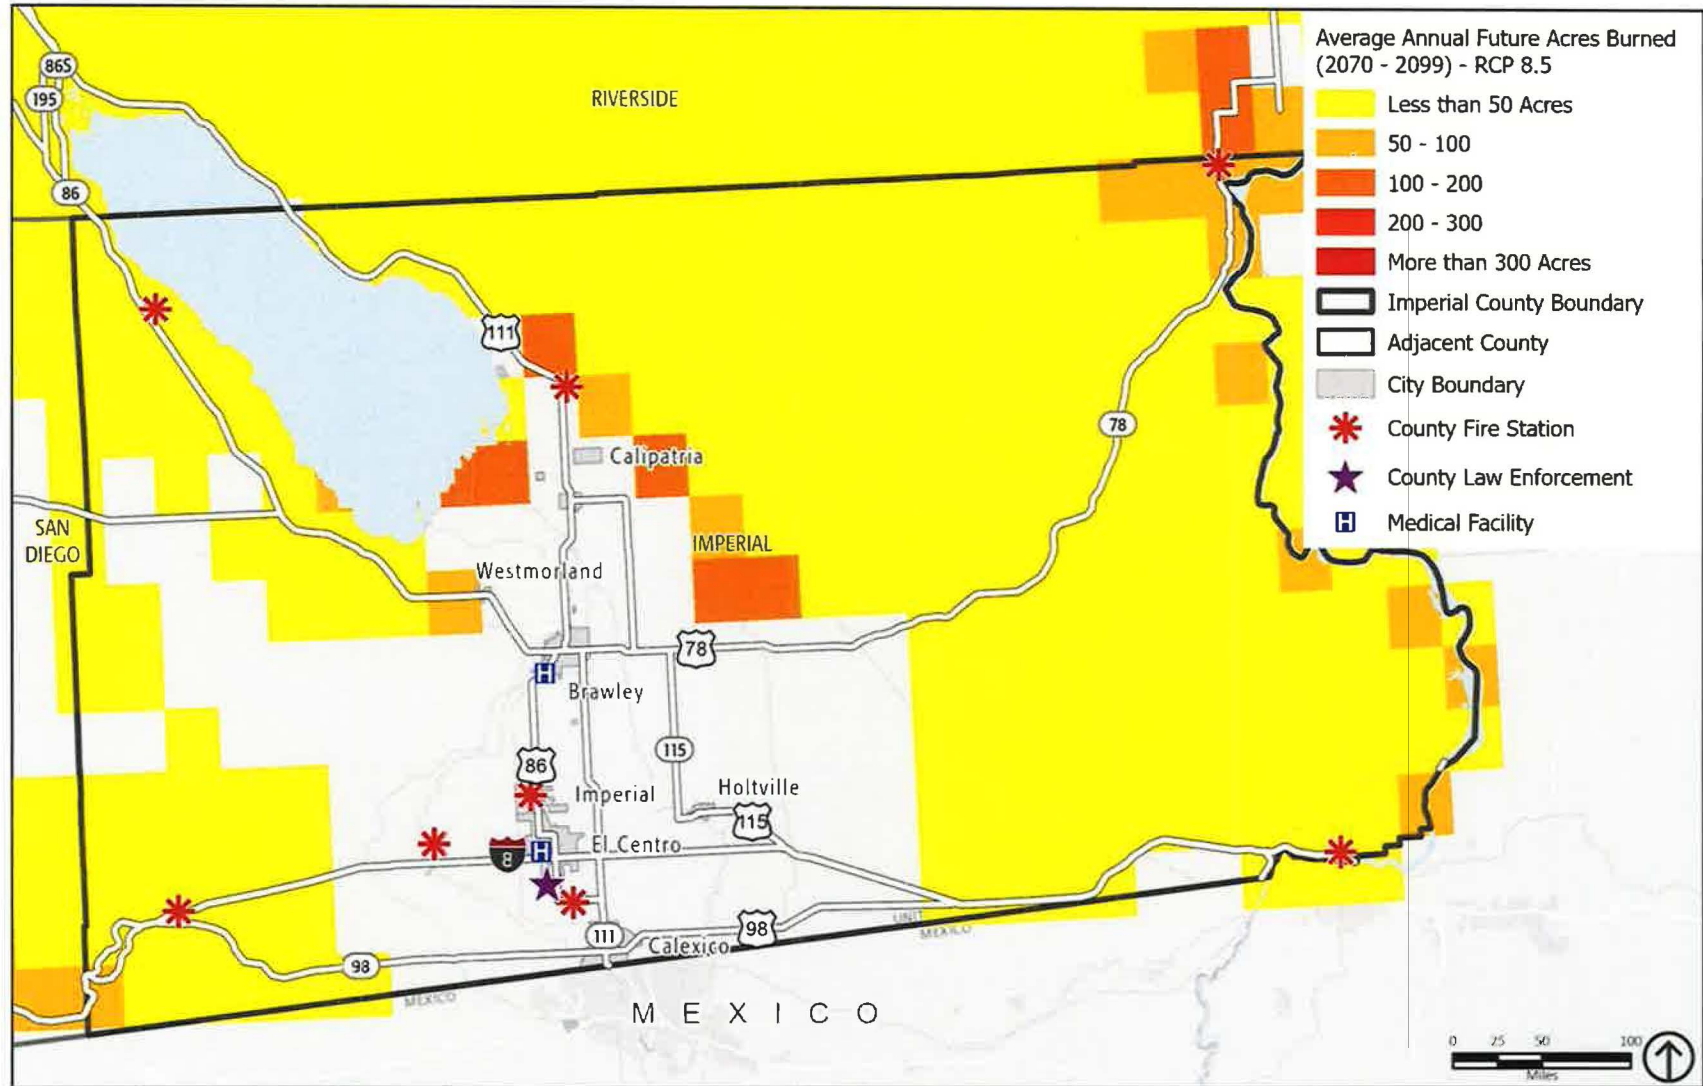 Average Annual Future Acres Burned
(2070 - 2099) - RCP 8.5
Less than 50 Acres
50 - 100
100 - 200
200 - 300
More than 300 Acres
Imperial County Boundary
Adjacent County
City Boundary
County Fire Station
County Law Enforcement
H
Medical Facility
86S
195
RIVERSIDE
86
111
78
Calipatria
SAN
DIEGO
IMPERIAL
Westmorland
78
H
Brawley
115
86
Imperial
Holtville
115
8
H
El Centro
98
111
Calexico
98
MEXICO
MEXICO
MEXICO
0 25 50 100
Miles